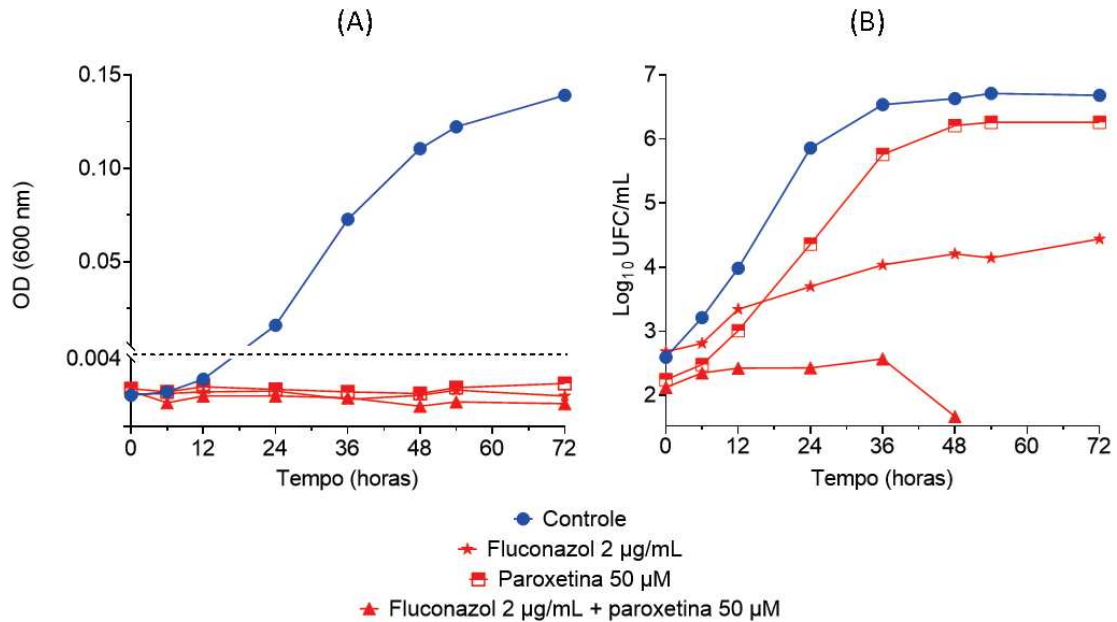 (A)
0.15
0.10
0.05
0.004
OD (600 nm)
0 12 24 36 48 60 72
Tempo (horas)
(B)
7
6
5
4
3
2
Log10 UFC/mL
0 12 24 36 48 60 72
Tempo (horas)
Controle
Fluconazol 2 µg/mL
Paroxetina 50 µM
Fluconazol 2 µg/mL + paroxetina 50 µM